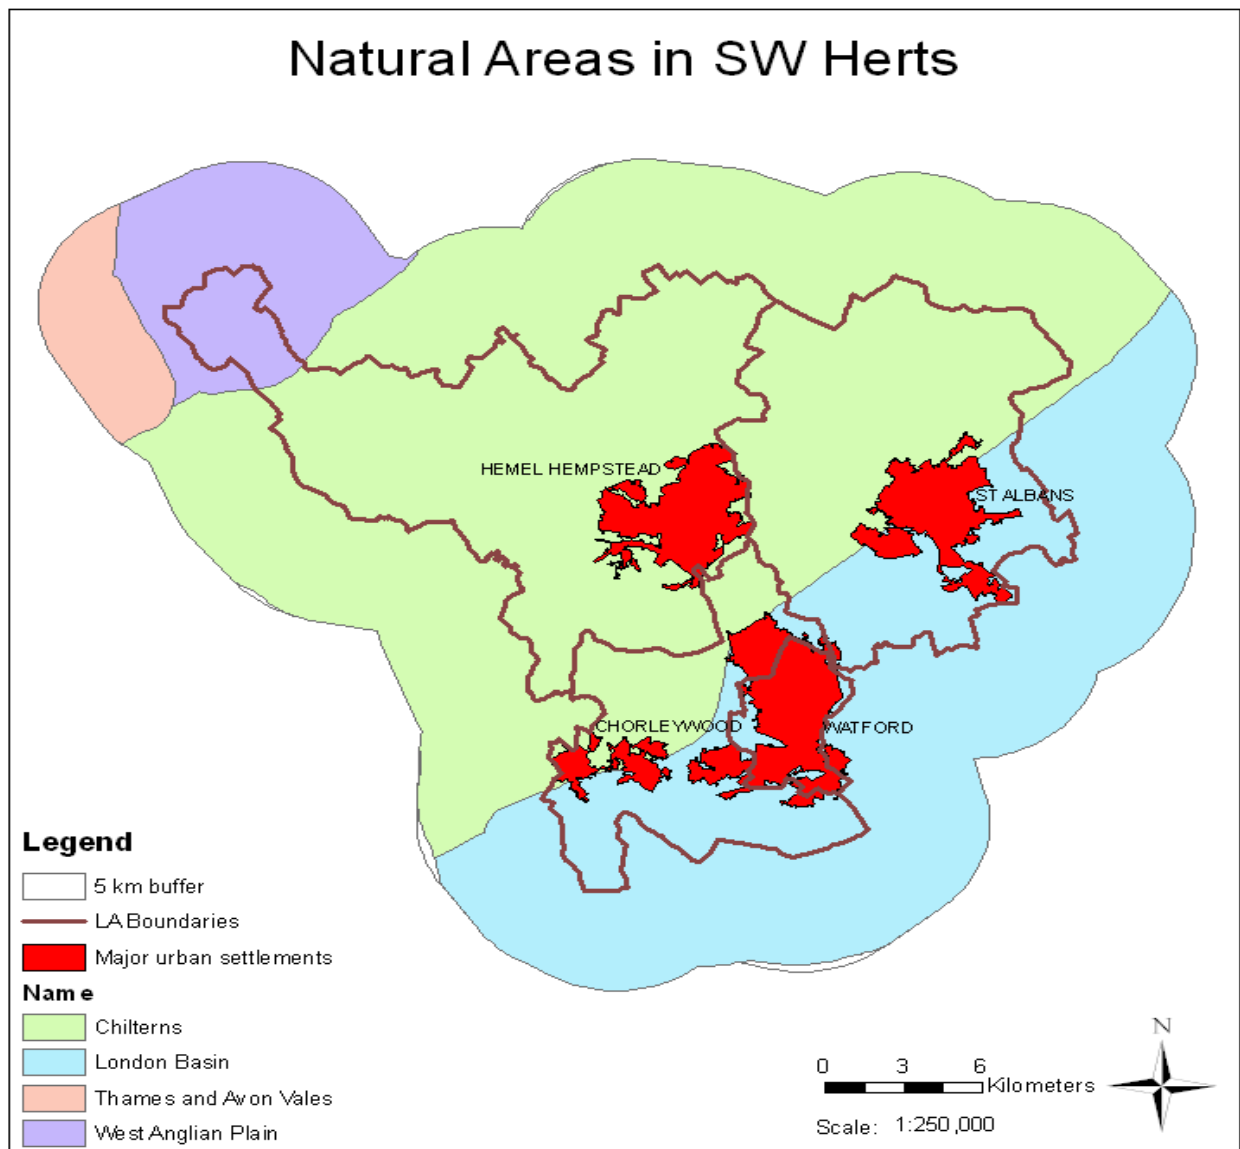 Natural Areas in SW Herts
HEMEL HEMPSTEAD
ST ALBANS
CHORLEYWOOD
WATFORD
Legend
5 km buffer
LA Boundaries
Major urban settlements
Name
Chilterns
London Basin
Thames and Avon Vales
West Anglian Plain
N
0 3 6
Kilometers
Scale: 1:250,000